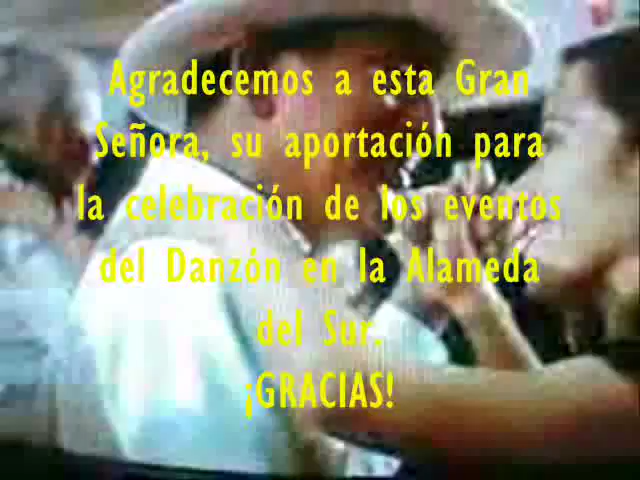 Agradecemos a esta Gran
Señora, su aportación para
la celebración de los eventos
del Danzón en la Alameda
del Sur.
¡GRACIAS!